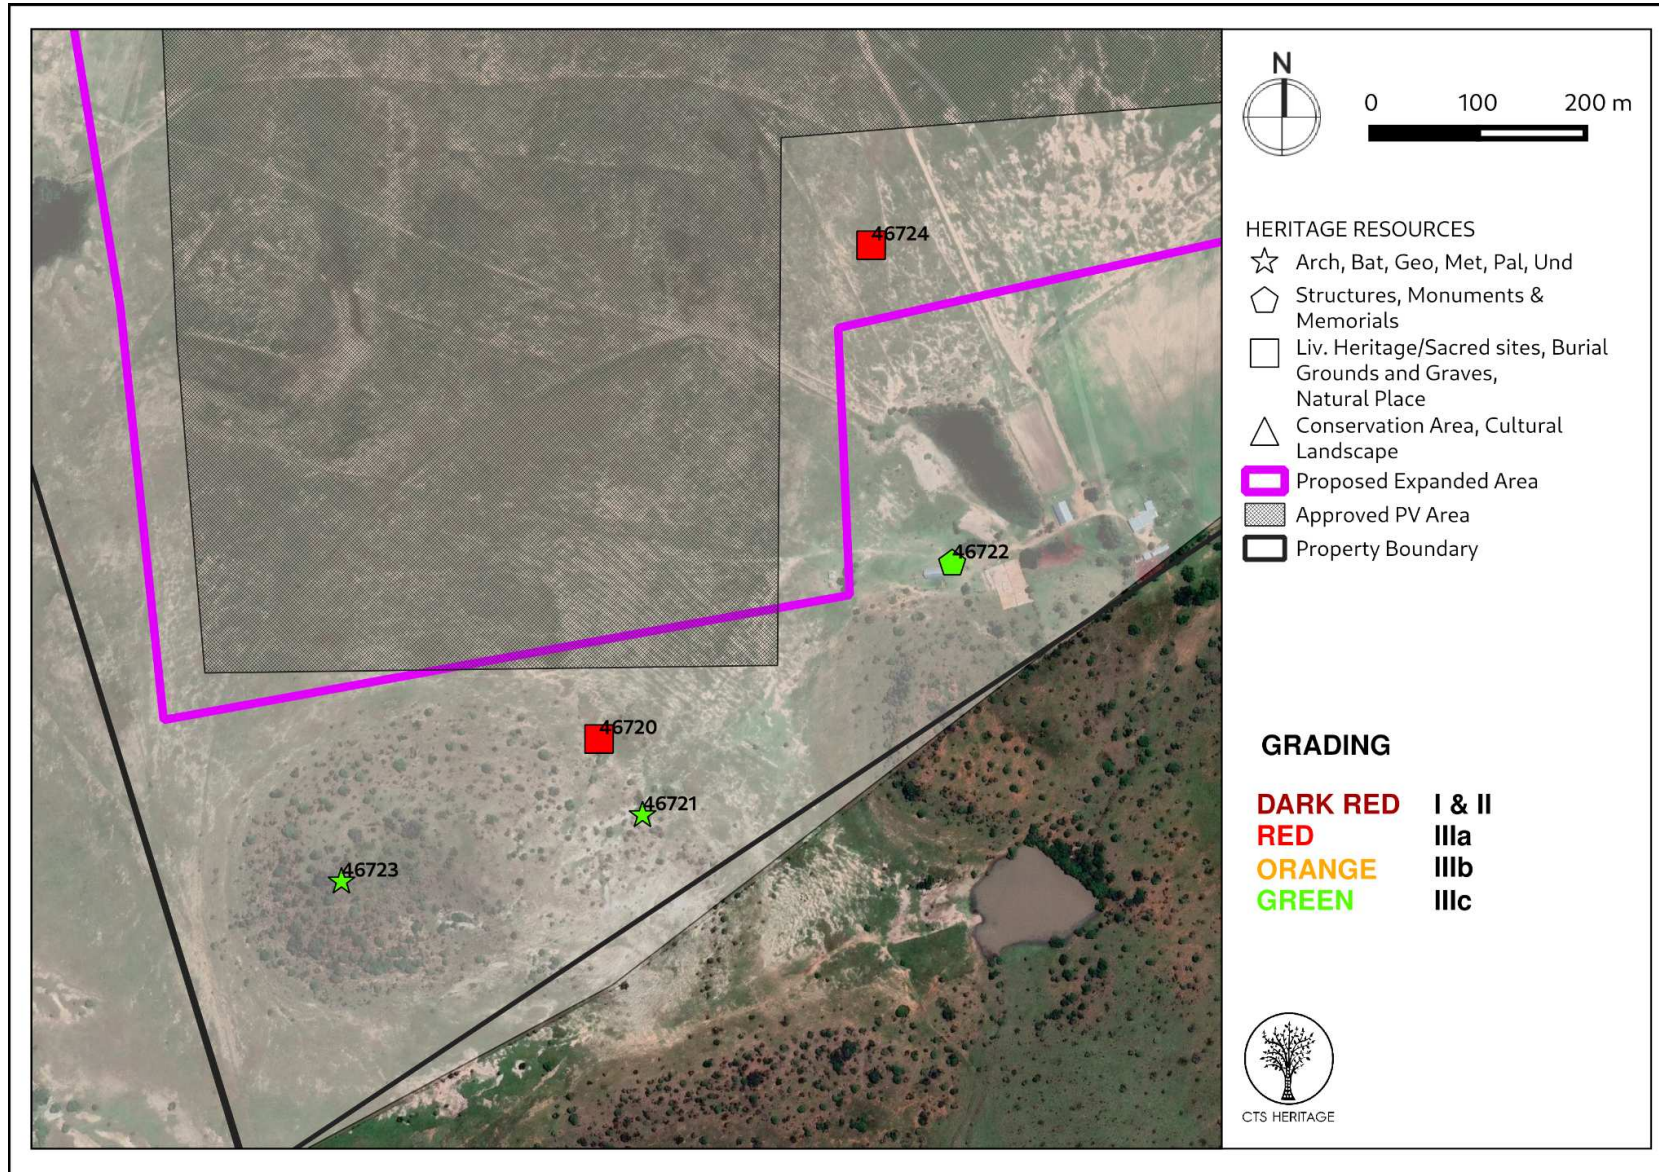 N
0 100 200 m
HERITAGE RESOURCES
Arch, Bat, Geo, Met, Pal, Und
Structures, Monuments &
Memorials
Liv. Heritage/Sacred sites, Burial
Grounds and Graves,
Natural Place
Conservation Area, Cultural
Landscape
Proposed Expanded Area
Approved PV Area
Property Boundary
46724
46722
46720
46721
46723
GRADING
DARK RED I & II
RED IIIa
ORANGE IIIb
GREEN IIIc
CTS HERITAGE